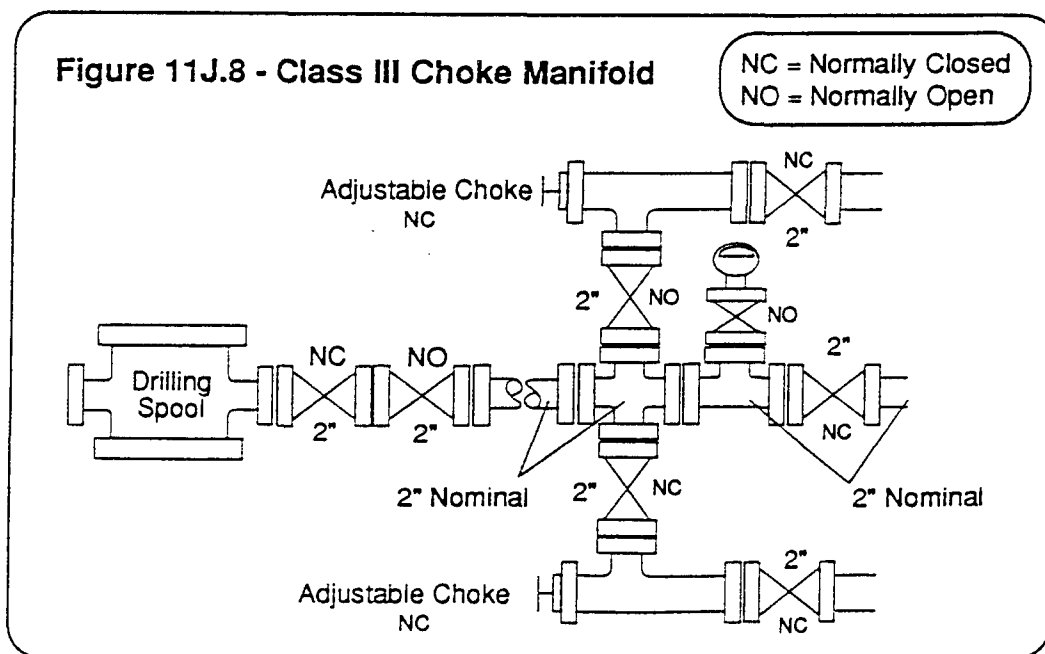 Figure 11J.8 - Class III Choke Manifold
NC = Normally Closed
NO = Normally Open
Adjustable Choke
NC
NC
2"
2"
NO
NO
Drilling
Spool
NC
2"
NO
2"
2"
NC
2" Nominal
2"
NC
2" Nominal
Adjustable Choke
NC
2"
NC